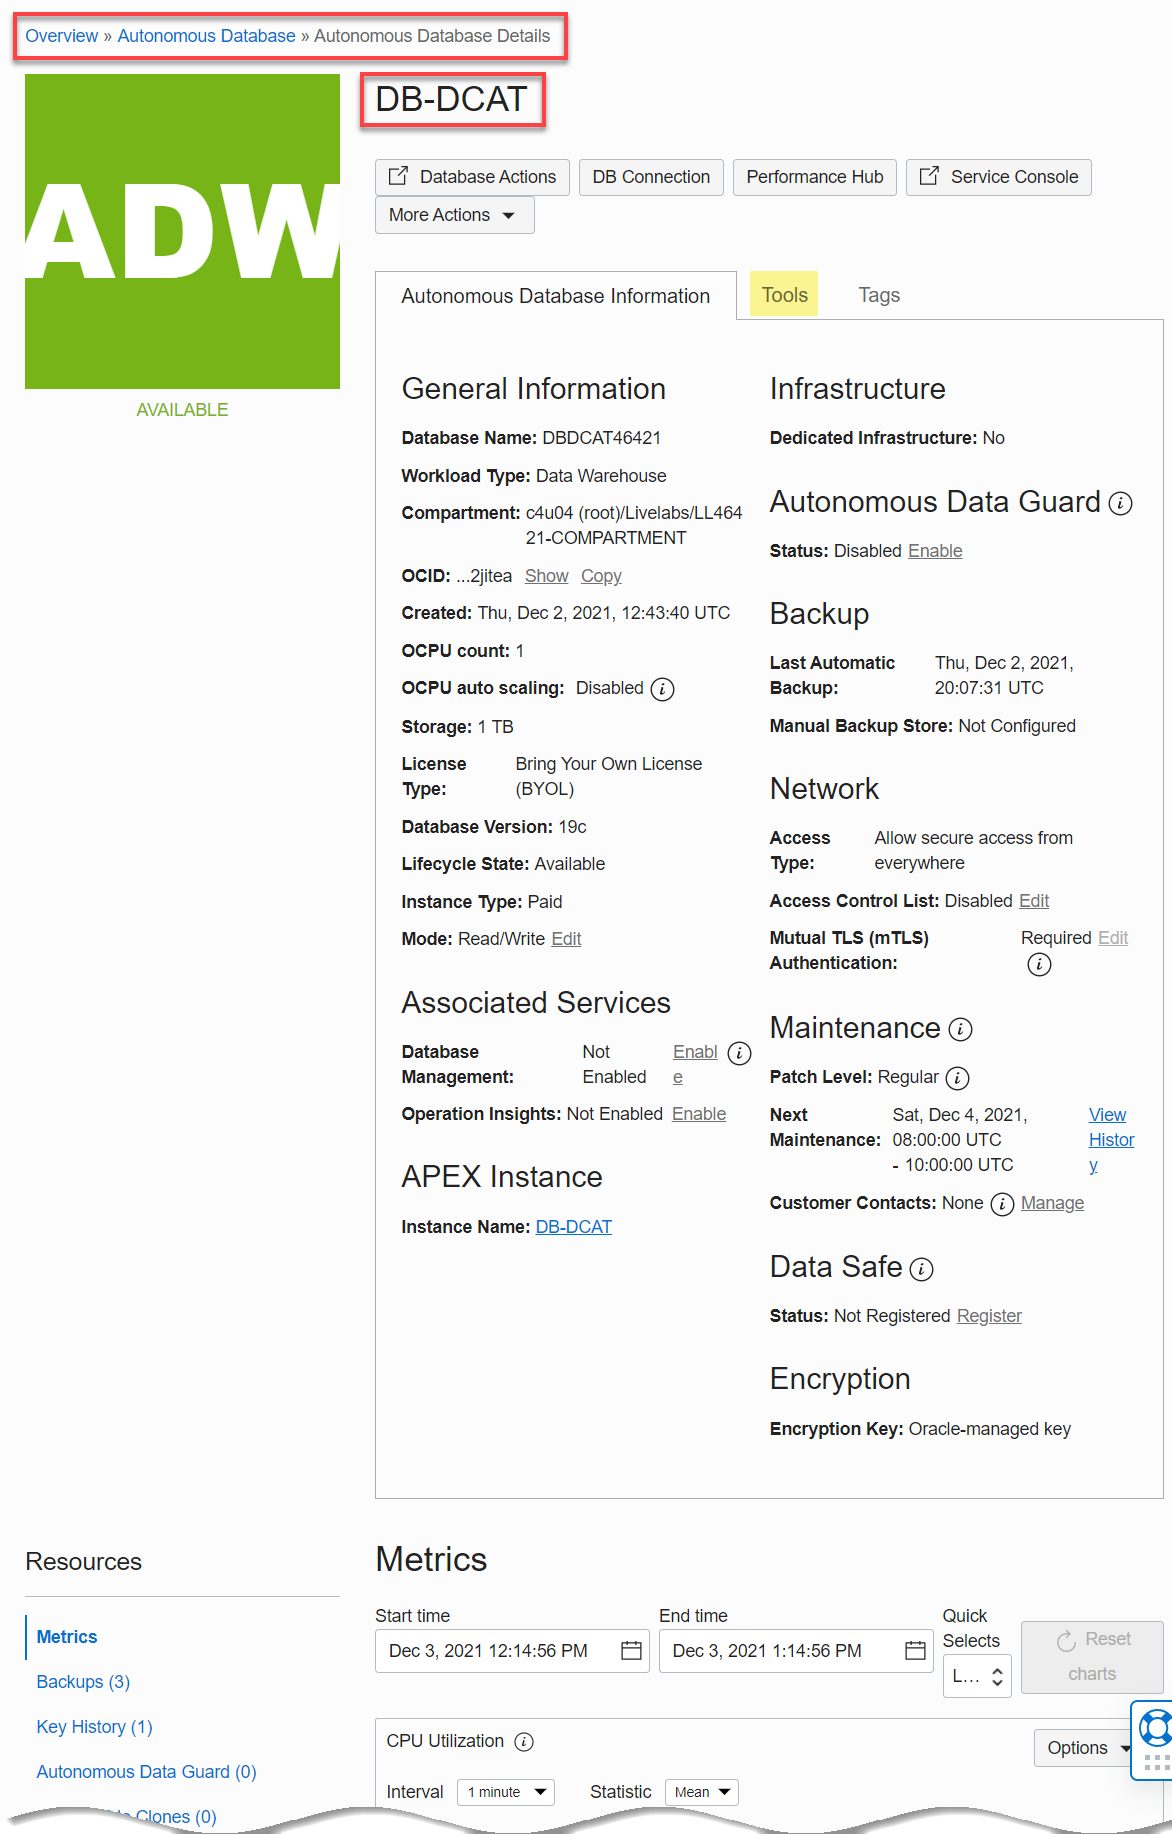 Overview » Autonomous Database » Autonomous Database Details
ADW
AVAILABLE
DB-DCAT
Database Actions
DB Connection
Performance Hub
Service Console
More Actions
Autonomous Database Information
Tools
Tags
General Information
Database Name: DBDCAT46421
Workload Type: Data Warehouse
Compartment: c4u04 (root)/Livelabs/LL464
21-COMPARTMENT
OCID: ...2jitea Show Copy
Created: Thu, Dec 2, 2021, 12:43:40 UTC
OCPU count: 1
OCPU auto scaling: Disabled
Storage: 1 TB
License Bring Your Own License
Type: (BYOL)
Database Version: 19c
Lifecycle State: Available
Instance Type: Paid
Mode: Read/Write Edit
Associated Services
Database Not Enabl
Management: Enabled e
Operation Insights: Not Enabled Enable
APEX Instance
Instance Name: DB-DCAT
Infrastructure
Dedicated Infrastructure: No
Autonomous Data Guard
Status: Disabled Enable
Backup
Last Automatic Thu, Dec 2, 2021,
Backup: 20:07:31 UTC
Manual Backup Store: Not Configured
Network
Access Allow secure access from
Type: everywhere
Access Control List: Disabled Edit
Mutual TLS (mTLS) Required Edit
Authentication:
Maintenance
Patch Level: Regular
Next Sat, Dec 4, 2021, View
Maintenance: 08:00:00 UTC Histor
- 10:00:00 UTC y
Customer Contacts: None Manage
Data Safe
Status: Not Registered Register
Encryption
Encryption Key: Oracle-managed key
Resources
Metrics
Backups (3)
Key History (1)
Autonomous Data Guard (0)
Clones (0)
Metrics
Start time
Dec 3, 2021 12:14:56 PM
End time
Dec 3, 2021 1:14:56 PM
Quick
Selects
L...
Reset
charts
CPU Utilization
Options
Interval 1 minute Statistic Mean